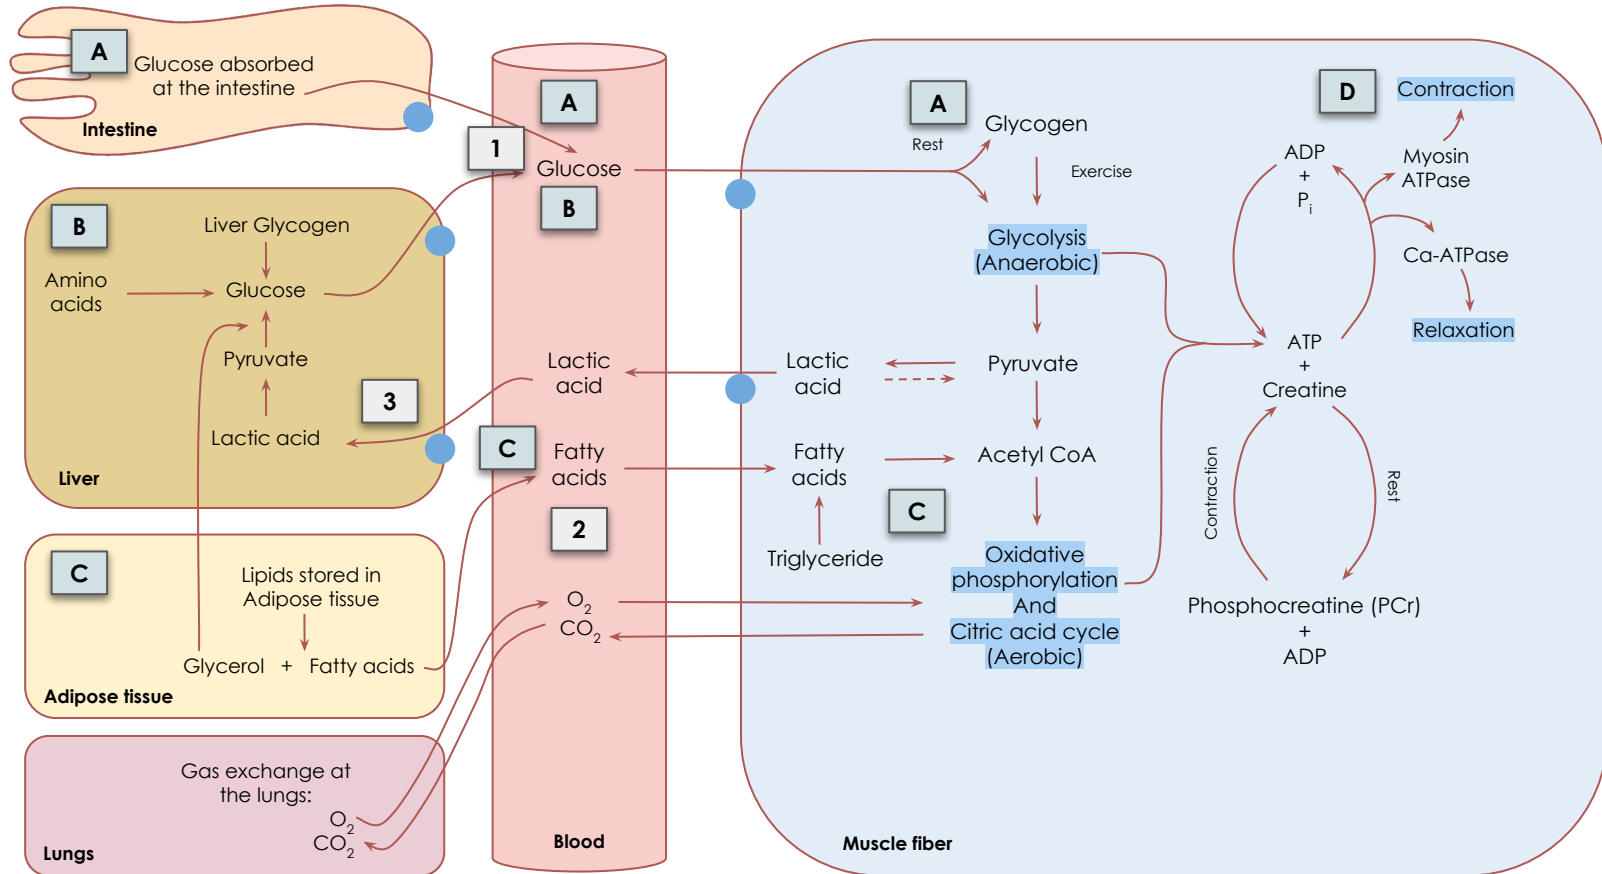 A
Glucose absorbed
at the intestine
Intestine
B
Liver Glycogen
Amino
acids
Glucose
Pyruvate
3
Lactic acid
Liver
C
Lipids stored in
Adipose tissue
Glycerol + Fatty acids
Adipose tissue
Gas exchange at
the lungs:
O2
CO2
Lungs
A
1
Glucose
B
Lactic
acid
C
Fatty
acids
2
O2
CO2
Blood
A
Rest
Glycogen
Exercise
Glycolysis
(Anaerobic)
Lactic
acid
Pyruvate
Fatty
acids
Acetyl CoA
C
Triglyceride
Oxidative
phosphorylation
And
Citric acid cycle
(Aerobic)
D
Contraction
ADP
+
Pi
Myosin
ATPase
Ca-ATPase
Relaxation
ATP
+
Creatine
Contraction
Rest
Phosphocreatine (PCr)
+
ADP
Muscle fiber